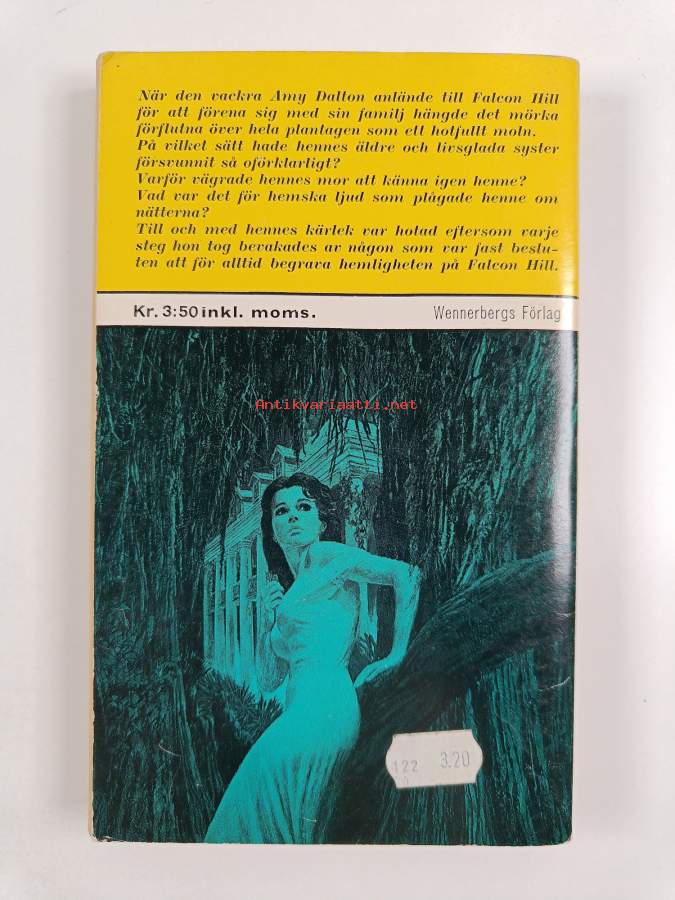 När den vackra Amy Dalton anlände till Falcon Hill
för att förena sig med sin familj hängde det mörka
förflutna över hela plantagen som ett hotfullt moln.
På vilket sätt hade hennes äldre och livsglada syster
försvunnit så oförklarligt?
Varför vägrade hennes mor att känna igen henne?
Vad var det för hemska ljud som plågade henne om
nätterna?
Till och med hennes kärlek var hotad eftersom varje
steg hon tog bevakades av någon som var fast beslu-
ten att för alltid begrava hemligheten på Falcon Hill.
Kr. 3:50 inkl. moms. Wennerbergs Förlag
Antikvariaatti.net
122 3.20